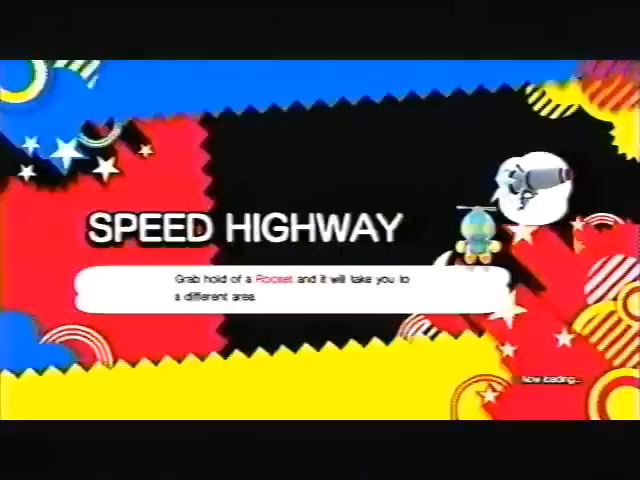 SPEED HIGHWAY
Grab hold of a Rocket and it will take you to
a different area.
Now loading...